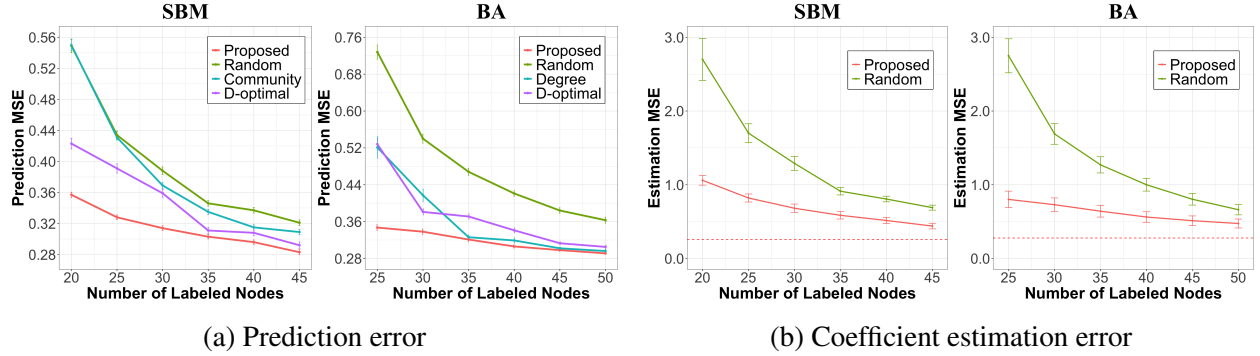 SBM
Prediction MSE
0.56
0.52
0.48
0.44
0.40
0.36
0.32
0.28
Proposed
Random
Community
D-optimal
20 25 30 35 40 45
Number of Labeled Nodes
BA
Prediction MSE
0.76
0.68
0.60
0.52
0.44
0.36
0.28
Proposed
Random
Degree
D-optimal
25 30 35 40 45 50
Number of Labeled Nodes
(a) Prediction error
SBM
Estimation MSE
3.0
2.0
1.0
0.0
Proposed
Random
20 25 30 35 40 45
Number of Labeled Nodes
BA
Estimation MSE
3.0
2.0
1.0
0.0
Proposed
Random
25 30 35 40 45 50
Number of Labeled Nodes
(b) Coefficient estimation error